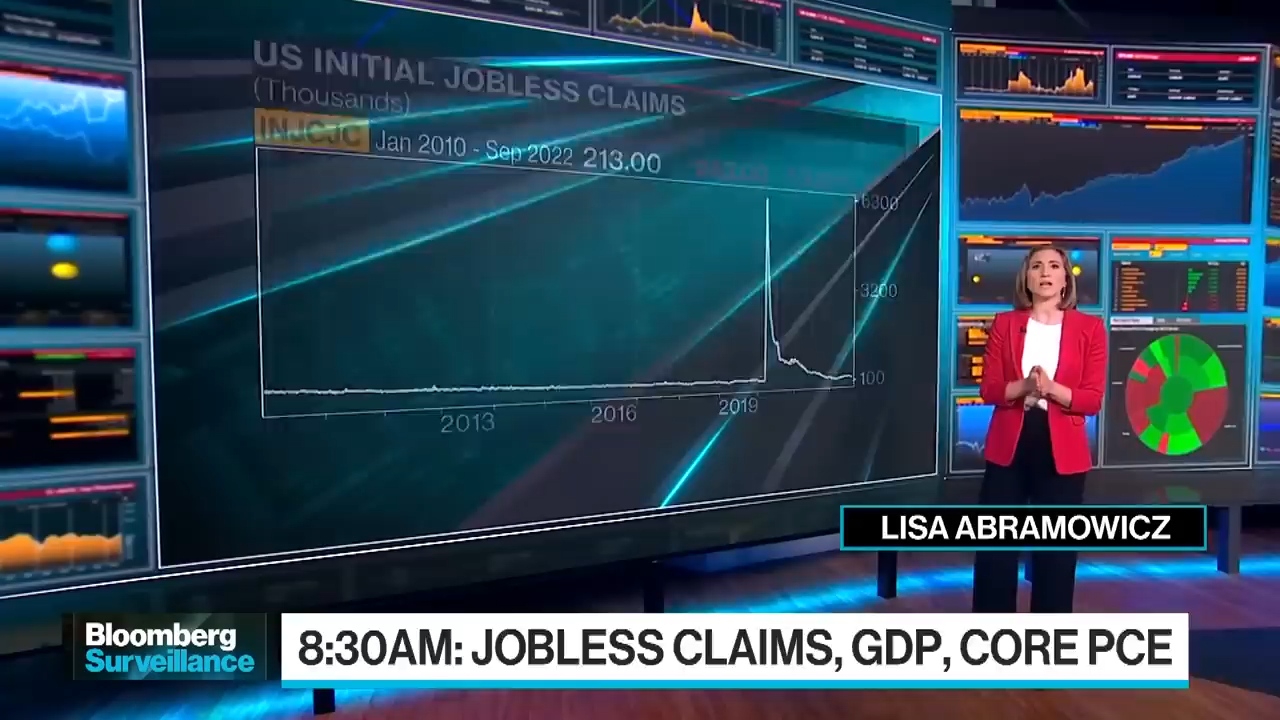 US INITIAL JOBLESS CLAIMS
(Thousands)
INJCJC Jan 2010 - Sep 2022 213.00
6300
3200
100
2013 2016 2019
LISA ABRAMOWICZ
Bloomberg
Surveillance
8:30AM: JOBLESS CLAIMS, GDP, CORE PCE